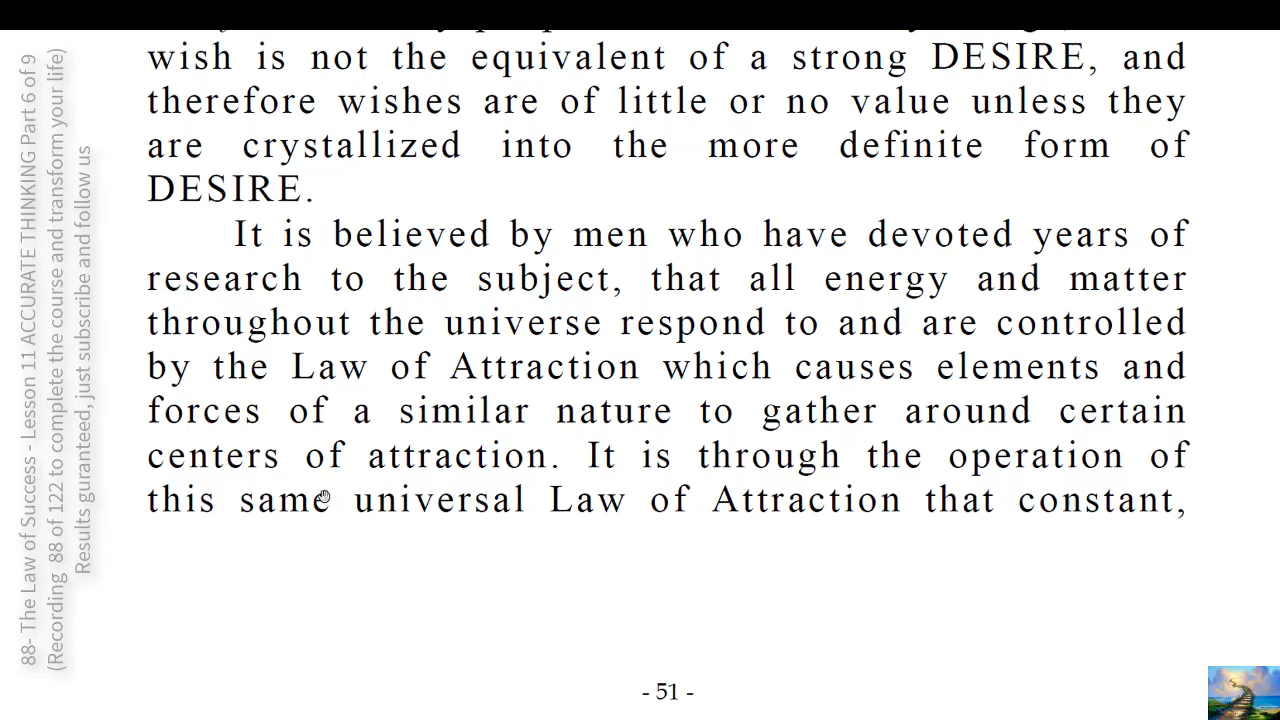 wish is not the equivalent of a strong DESIRE, and
therefore wishes are of little or no value unless they
are crystallized into the more definite form of
DESIRE.
It is believed by men who have devoted years of
research to the subject, that all energy and matter
throughout the universe respond to and are controlled
by the Law of Attraction which causes elements and
forces of a similar nature to gather around certain
centers of attraction. It is through the operation of
this same universal Law of Attraction that constant,
- 51 -
88- The Law of Success - Lesson 11 ACCURATE THINKING Part 6 of 9
(Recording 88 of 122 to complete the course and transform your life)
Results guranteed, just subscribe and follow us